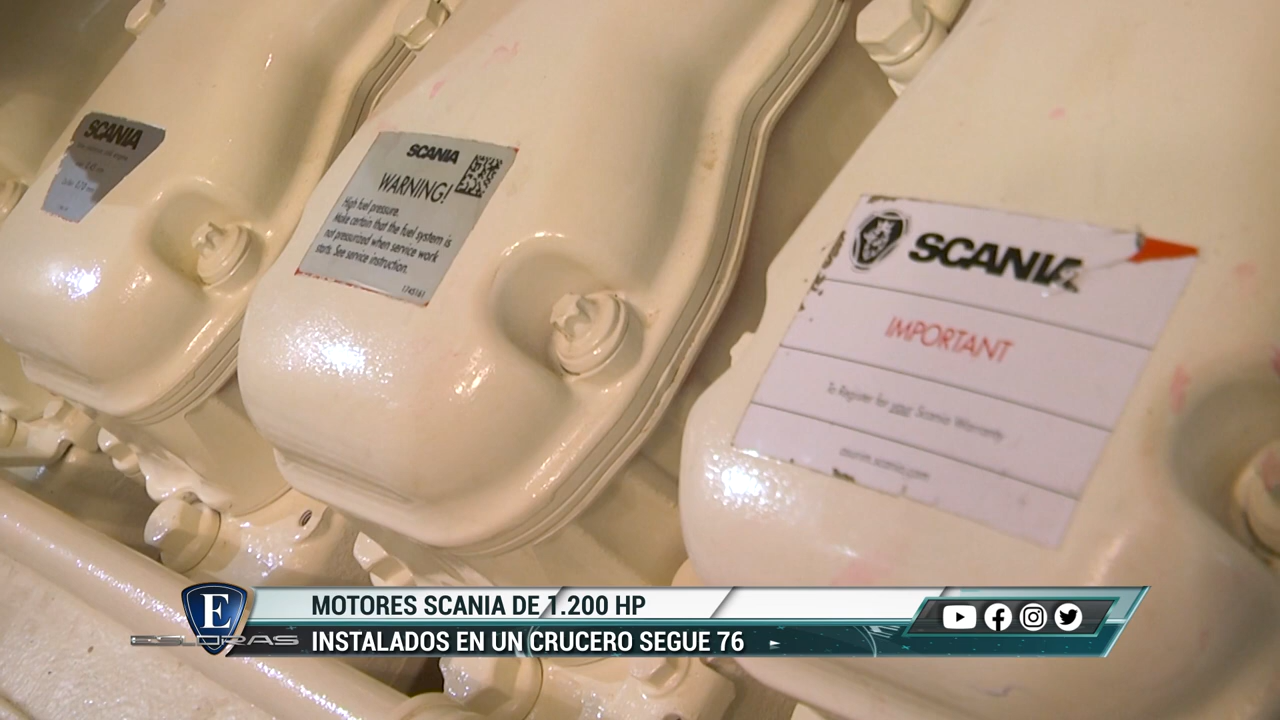 SCANIA
SCANIA
WARNING!
High fuel pressure.
Make certain that the fuel system is
not pressurized when service work
starts. See service instruction.
1745161
SCANIA
IMPORTANT
To Register for your Scania Warranty
E
MOTORES SCANIA DE 1.200 HP
INSTALADOS EN UN CRUCERO SEGUE 76